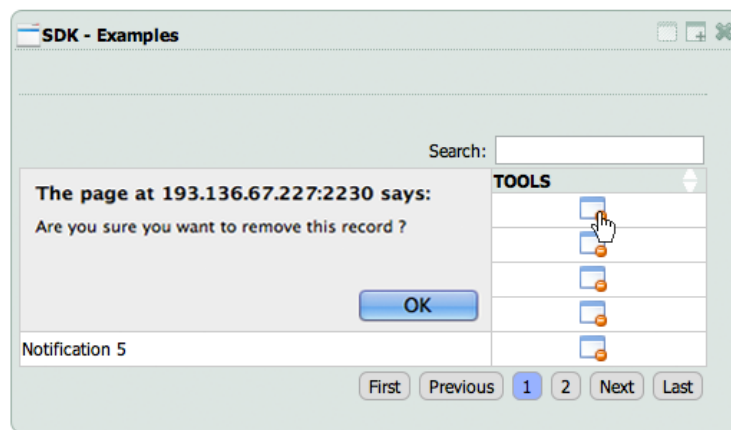 SDK - Examples
Search:
TOOLS
The page at 193.136.67.227:2230 says:
Are you sure you want to remove this record ?
OK
Notification 5
First Previous 1 2 Next Last